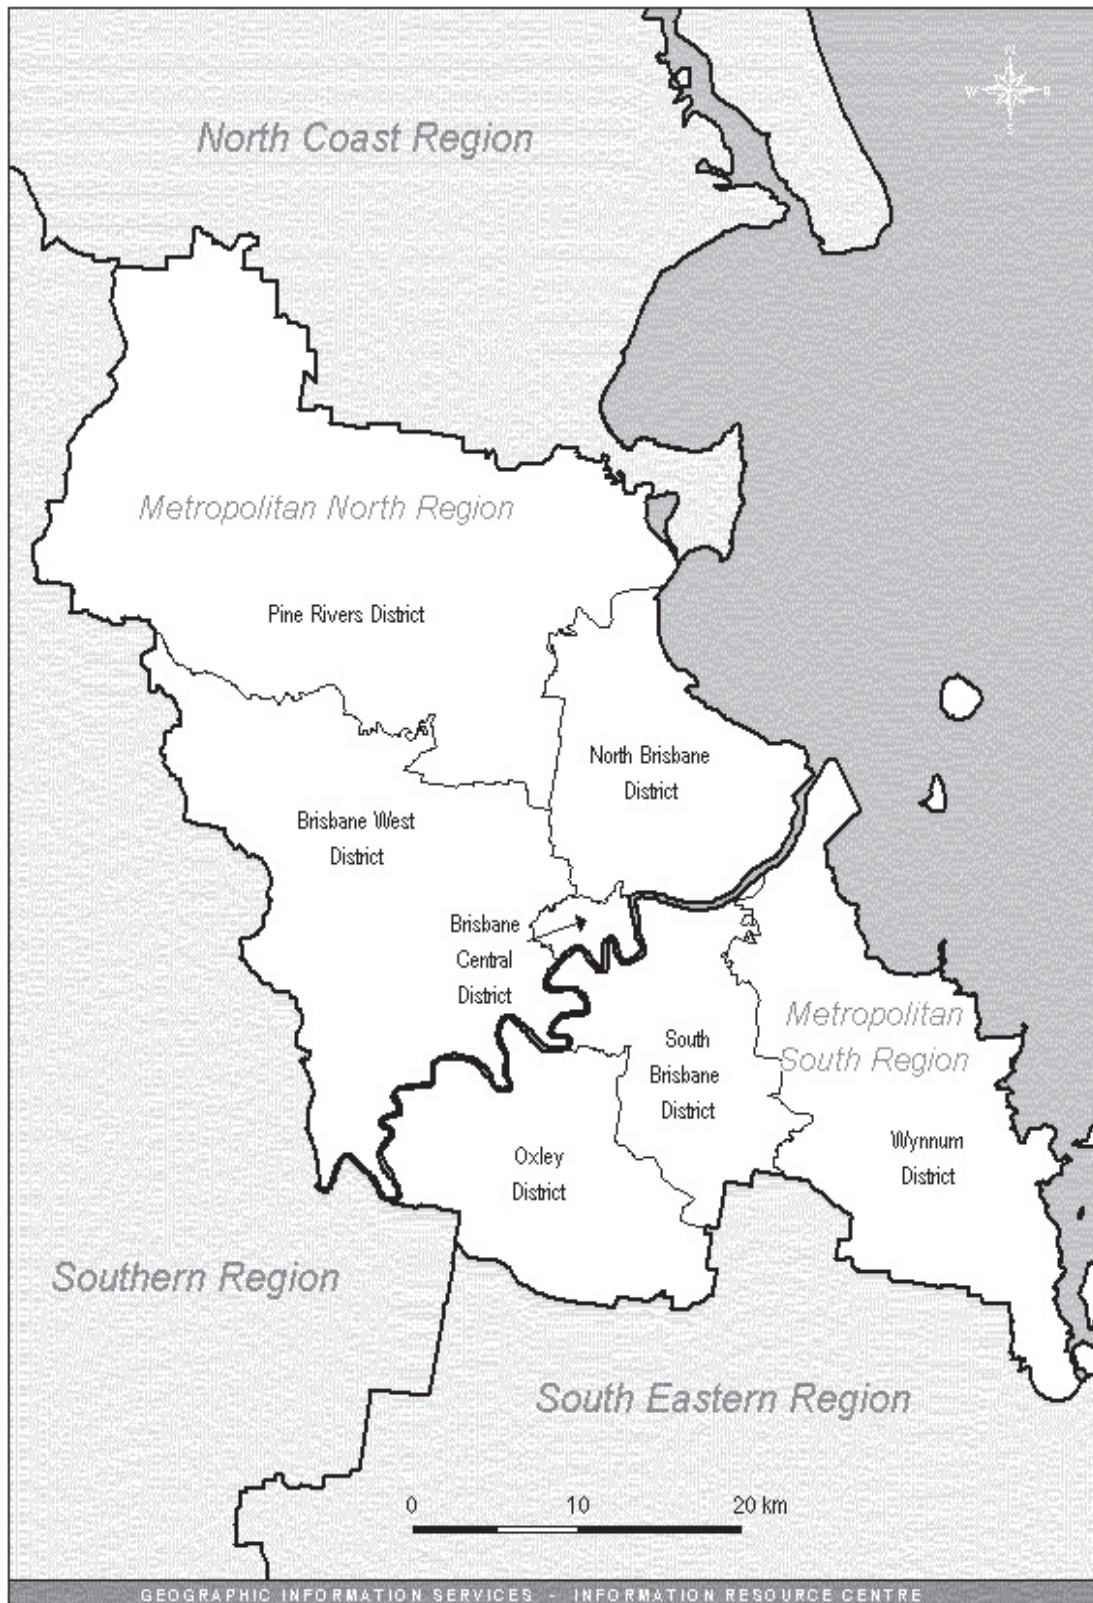 N
W E
S
North Coast Region
Metropolitan North Region
Pine Rivers District
North Brisbane
District
Brisbane West
District
Brisbane
Central
District
Metropolitan
South Region
South
Brisbane
District
Wynnum
District
Oxley
District
Southern Region
South Eastern Region
0 10 20 km
GEOGRAPHIC INFORMATION SERVICES - INFORMATION RESOURCE CENTRE